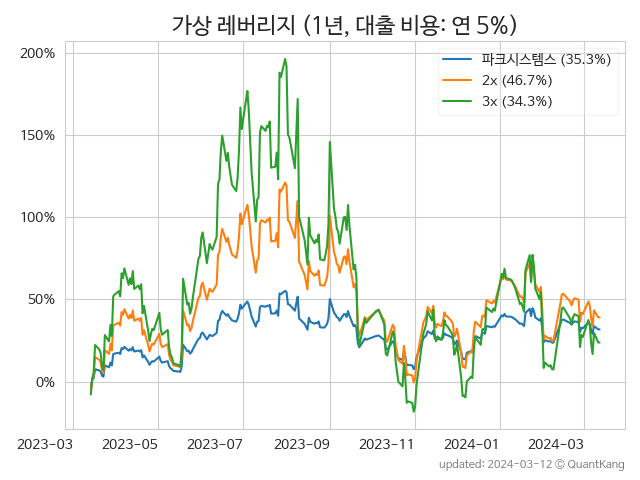 가상 레버리지 (1년, 대출 비용: 연 5%)
파크시스템스 (35.3%)
2x (46.7%)
3x (34.3%)
200%
150%
100%
50%
0%
2023-03 2023-05 2023-07 2023-09 2023-11 2024-01 2024-03
updated: 2024-03-12 © QuantKang